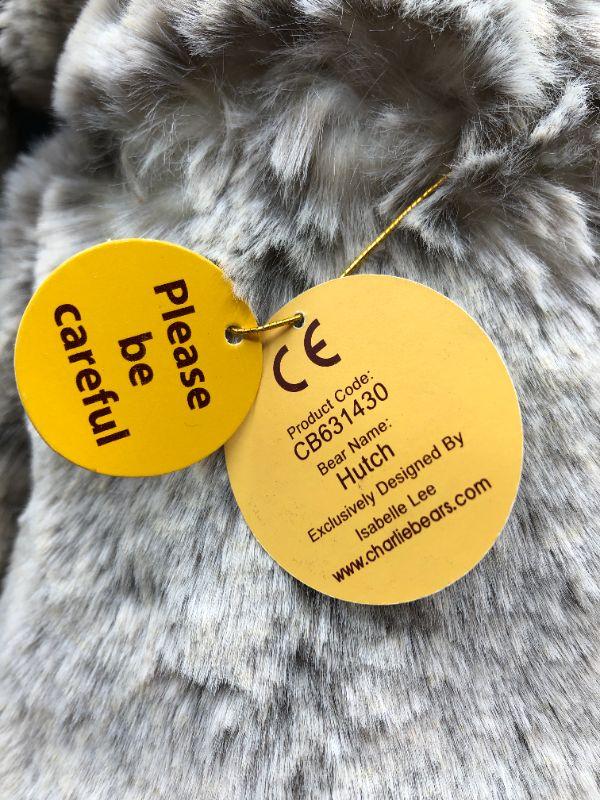 Please
be
careful
CE
Product Code:
CB631430
Bear Name:
Hutch
Exclusively Designed By
Isabelle Lee
www.charliebears.com